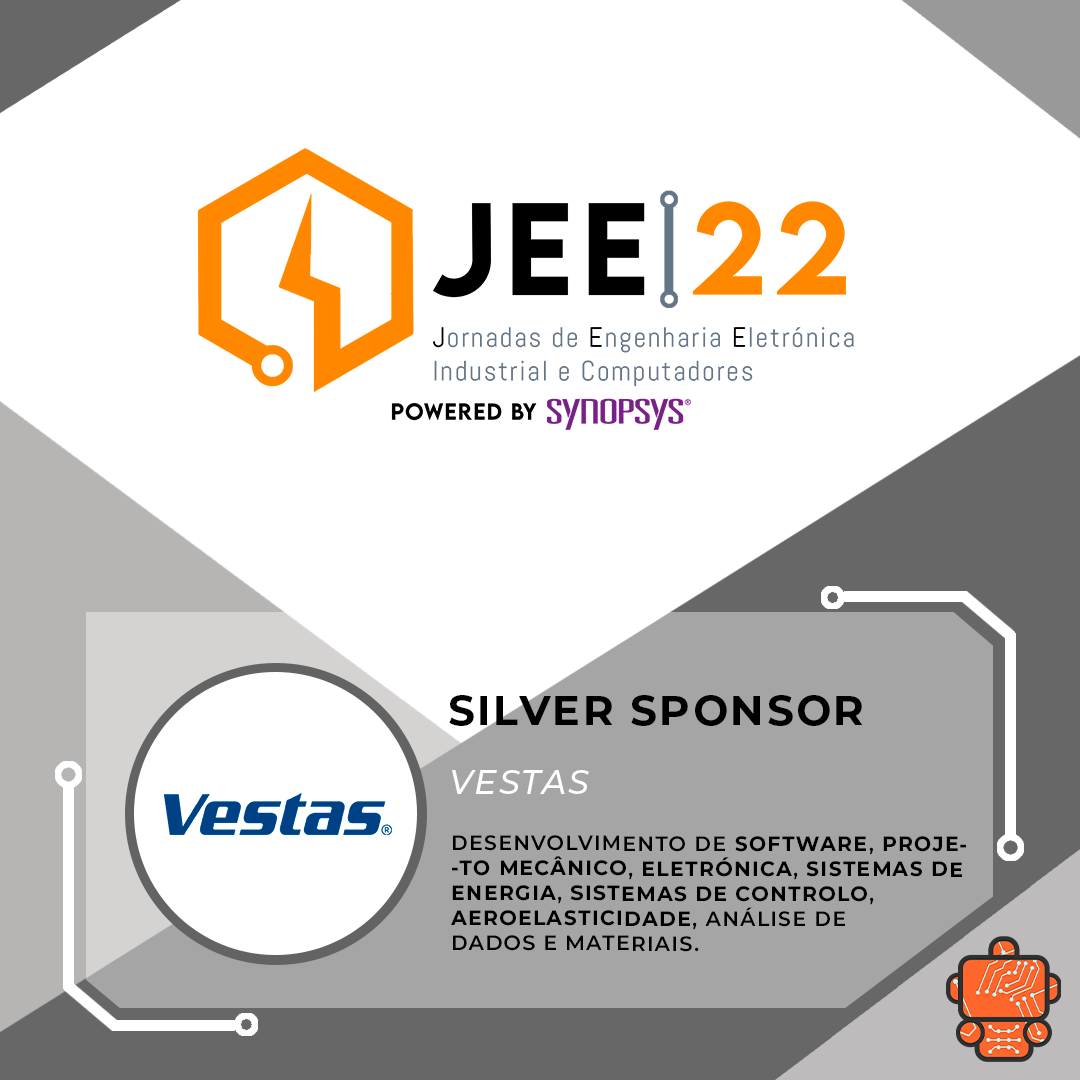 JEE|22
Jornadas de Engenharia Eletrónica
Industrial e Computadores
POWERED BY SYNOPSYS®
SILVER SPONSOR
VESTAS
Vestas®
DESENVOLVIMENTO DE SOFTWARE, PROJE-
-TO MECÂNICO, ELETRÓNICA, SISTEMAS DE
ENERGIA, SISTEMAS DE CONTROLO,
AEROELASTICIDADE, ANÁLISE DE
DADOS E MATERIAIS.